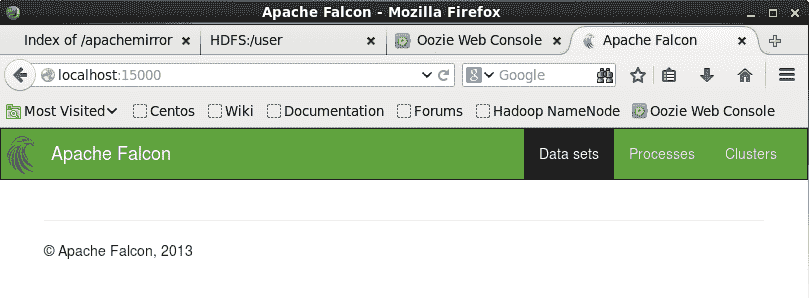 Apache Falcon - Mozilla Firefox
Index of /apachemirror HDFS:/user Oozie Web Console Apache Falcon
localhost:15000 Google
Most Visited Centos Wiki Documentation Forums Hadoop NameNode Oozie Web Console
Apache Falcon Data sets Processes Clusters
© Apache Falcon, 2013